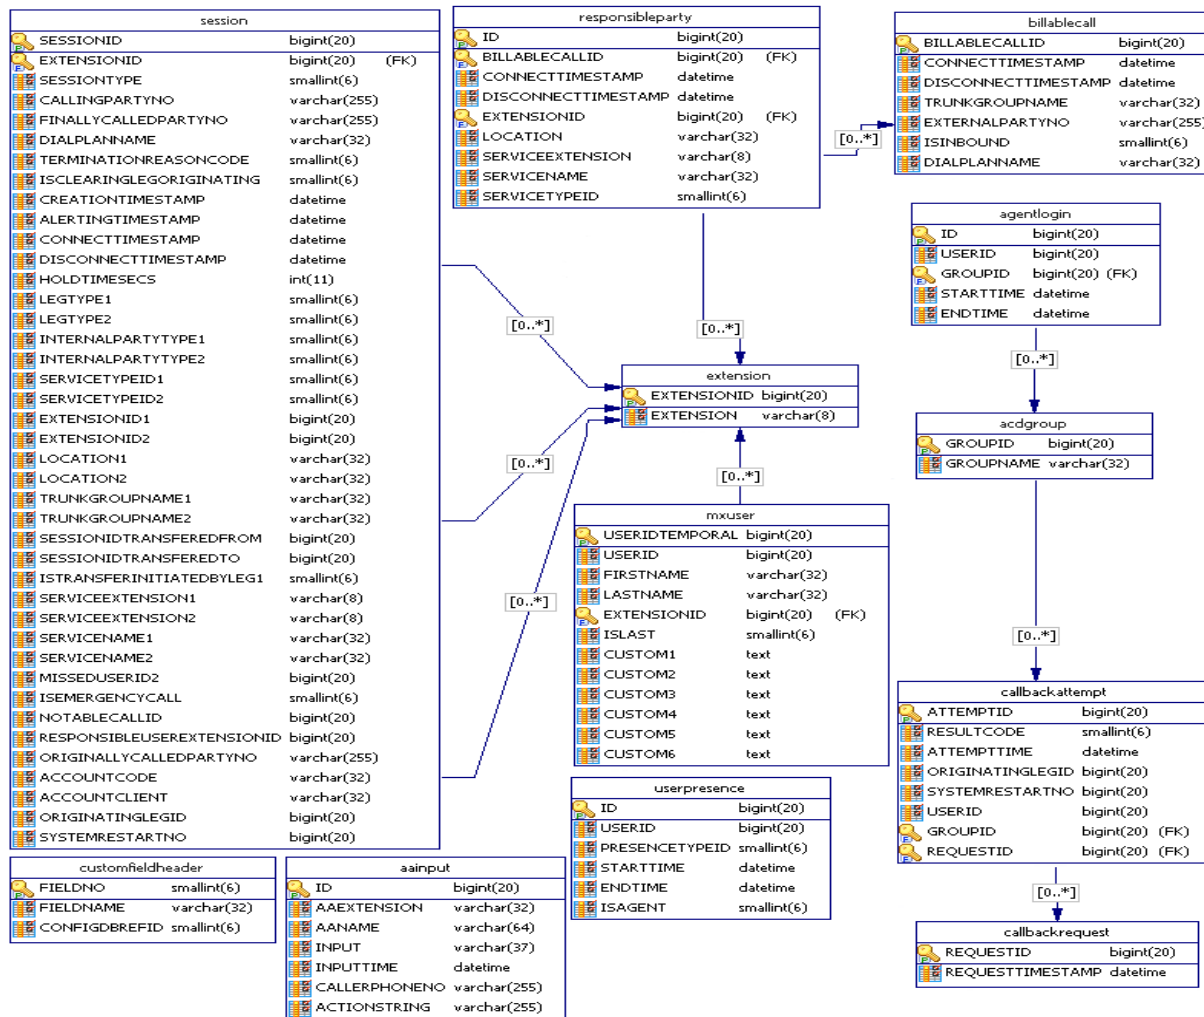 session
SESSIONID bigint(20)
EXTENSIONID bigint(20) (FK)
SESSIONTYPE smallint(6)
CALLINGPARTYNO varchar(255)
FINALLYCALLEDPARTYNO varchar(255)
DIALPLANNAME varchar(32)
TERMINATIONREASONCODE smallint(6)
ISCLEARINGLEGORIGINATING smallint(6)
CREATIONTIMESTAMP datetime
ALERTINGTIMESTAMP datetime
CONNECTTIMESTAMP datetime
DISCONNECTTIMESTAMP datetime
HOLDTIMESECS int(11)
LEGTYPE1 smallint(6)
LEGTYPE2 smallint(6)
INTERNALPARTYTYPE1 smallint(6)
INTERNALPARTYTYPE2 smallint(6)
SERVICETYPEID1 smallint(6)
SERVICETYPEID2 smallint(6)
EXTENSIONID1 bigint(20)
EXTENSIONID2 bigint(20)
LOCATION1 varchar(32)
LOCATION2 varchar(32)
TRUNKGROUPNAME1 varchar(32)
TRUNKGROUPNAME2 varchar(32)
SESSIONIDTRANSFEREDFROM bigint(20)
SESSIONIDTRANSFEREDTO bigint(20)
ISTRANSFERINITIATEDBYLEG1 smallint(6)
SERVICEEXTENSION1 varchar(8)
SERVICEEXTENSION2 varchar(8)
SERVICENAME1 varchar(32)
SERVICENAME2 varchar(32)
MISSEDUSERID2 bigint(20)
ISEMERGENCYCALL smallint(6)
NOTABLECALLID bigint(20)
RESPONSIBLEUSEREXTENSIONID bigint(20)
ORIGINALLYCALLEDPARTYNO varchar(255)
ACCOUNTCODE varchar(32)
ACCOUNTCLIENT varchar(32)
ORIGINATINGLEGID bigint(20)
SYSTEMRESTARTNO bigint(20)
responsibleparty
ID bigint(20)
BILLABLECALLID bigint(20) (FK)
CONNECTTIMESTAMP datetime
DISCONNECTTIMESTAMP datetime
EXTENSIONID bigint(20) (FK)
LOCATION varchar(32)
SERVICEEXTENSION varchar(8)
SERVICENAME varchar(32)
SERVICETYPEID smallint(6)
[0..*]
billablecall
BILLABLECALLID bigint(20)
CONNECTTIMESTAMP datetime
DISCONNECTTIMESTAMP datetime
TRUNKGROUPNAME varchar(32)
EXTERNALPARTYNO varchar(255)
ISINBOUND smallint(6)
DIALPLANNAME varchar(32)
agentlogin
ID bigint(20)
USERID bigint(20)
GROUPID bigint(20) (FK)
STARTTIME datetime
ENDTIME datetime
[0..*]
[0..*]
[0..*]
extension
EXTENSIONID bigint(20)
EXTENSION varchar(8)
acdgroup
GROUPID bigint(20)
GROUPNAME varchar(32)
[0..*]
[0..*]
[0..*]
mxuser
USERIDTEMPORAL bigint(20)
USERID bigint(20)
FIRSTNAME varchar(32)
LASTNAME varchar(32)
EXTENSIONID bigint(20) (FK)
ISLAST smallint(6)
CUSTOM1 text
CUSTOM2 text
CUSTOM3 text
CUSTOM4 text
CUSTOM5 text
CUSTOM6 text
[0..*]
callbackattempt
ATTEMPTID bigint(20)
RESULTCODE smallint(6)
ATTEMPTTIME datetime
ORIGINATINGLEGID bigint(20)
SYSTEMRESTARTNO bigint(20)
USERID bigint(20)
GROUPID bigint(20) (FK)
REQUESTID bigint(20) (FK)
[0..*]
callbackrequest
REQUESTID bigint(20)
REQUESTTIMESTAMP datetime
userpresence
ID bigint(20)
USERID bigint(20)
PRESENCETYPEID smallint(6)
STARTTIME datetime
ENDTIME datetime
ISAGENT smallint(6)
customfieldheader
FIELDNO smallint(6)
FIELDNAME varchar(32)
CONFIGDBREFID smallint(6)
aainput
ID bigint(20)
AAEXTENSION varchar(32)
AANAME varchar(64)
INPUT varchar(37)
INPUTTIME datetime
CALLERPHONENO varchar(255)
ACTIONSTRING varchar(255)